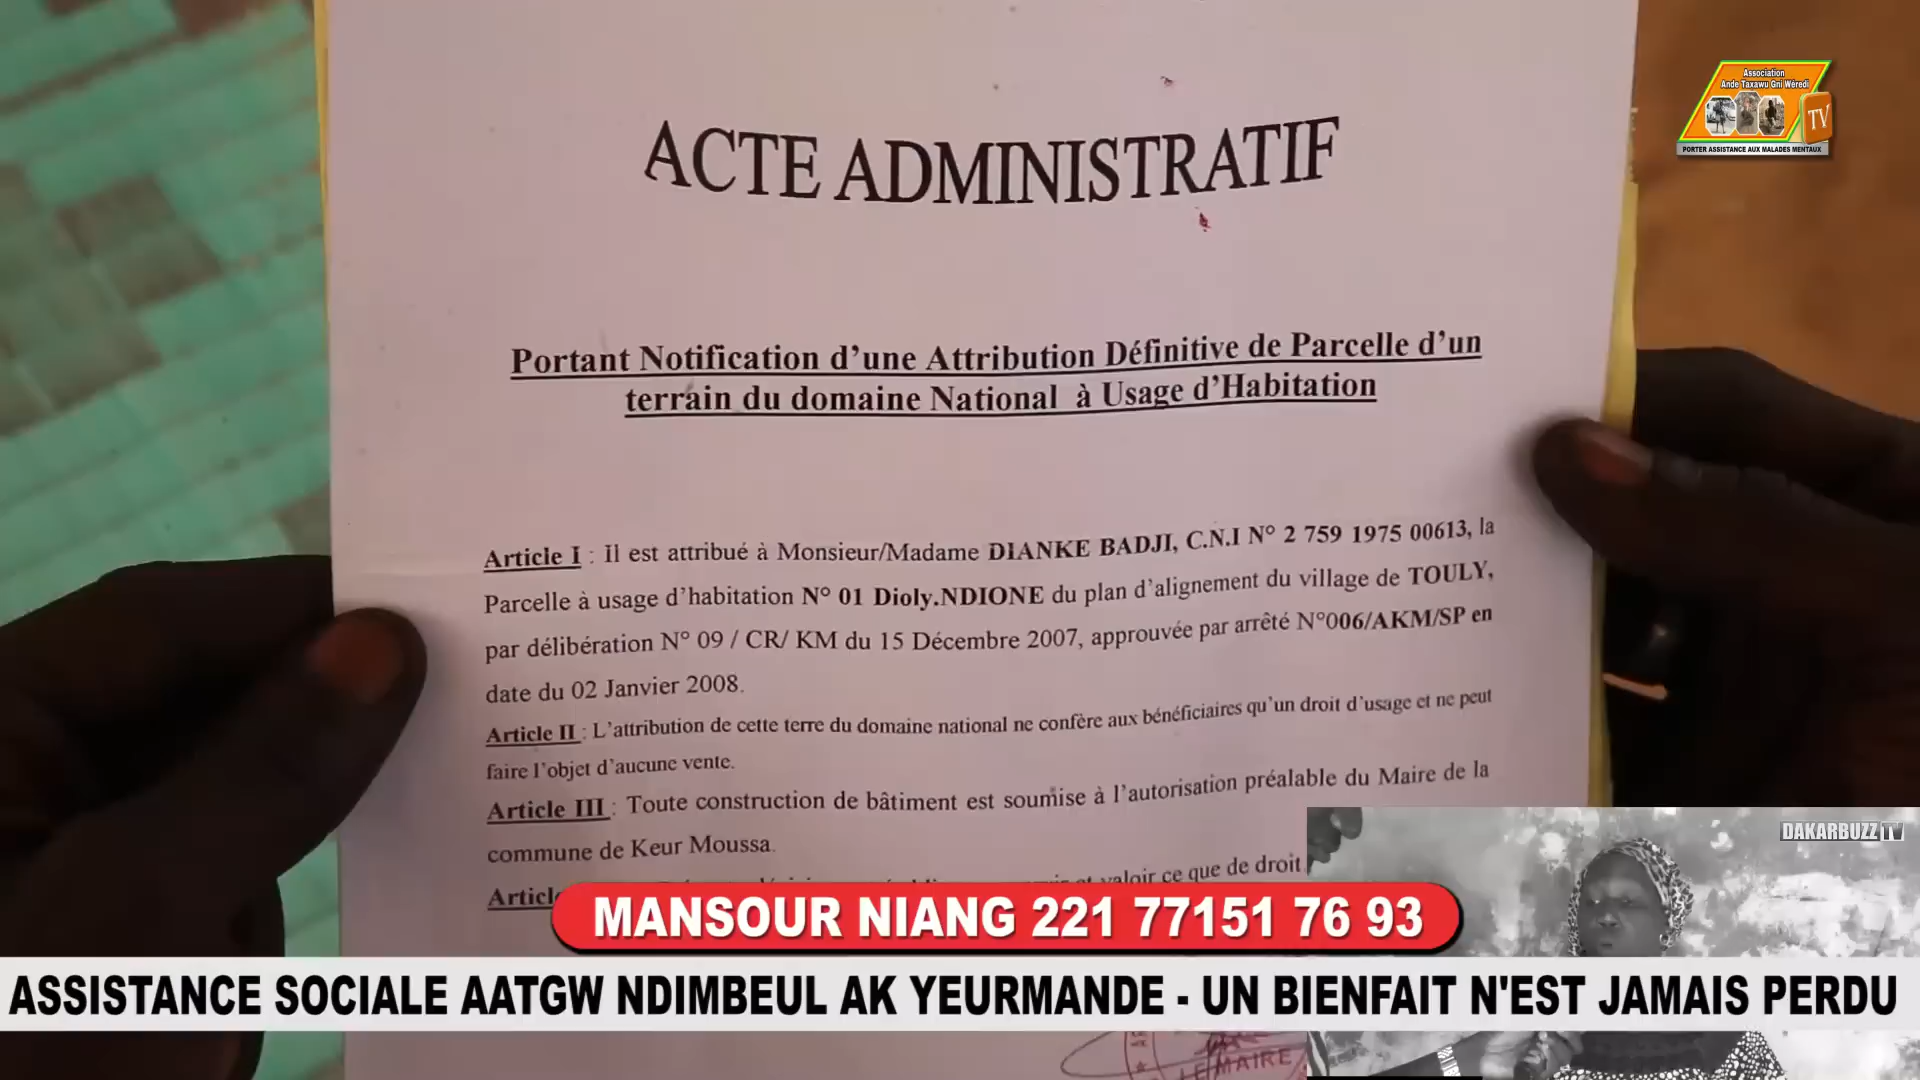 Association
Ande Taxawu Gni Wéredi
TV
PORTER ASSISTANCE AUX MALADES MENTAUX
ACTE ADMINISTRATIF
Portant Notification d'une Attribution Définitive de Parcelle d'un
terrain du domaine National à Usage d'Habitation
Article I : Il est attribué à Monsieur/Madame DIANKE BADJI, C.N.I N° 2 759 1975 00613, la
Parcelle à usage d'habitation N° 01 Dioly.NDIONE du plan d'alignement du village de TOULY,
par délibération N° 09 / CR/ KM du 15 Décembre 2007, approuvée par arrêté N°006/AKM/SP en
date du 02 Janvier 2008.
Article II : L'attribution de cette terre du domaine national ne confère aux bénéficiaires qu'un droit d'usage et ne peut
faire l'objet d'aucune vente.
Article III : Toute construction de bâtiment est soumise à l'autorisation préalable du Maire de la
commune de Keur Moussa.
valoir ce que de droit.
DAKARBUZZ TV
MANSOUR NIANG 221 77151 76 93
ASSISTANCE SOCIALE AATGW NDIMBEUL AK YEURMANDE - UN BIENFAIT N'EST JAMAIS PERDU
LE MAIRE